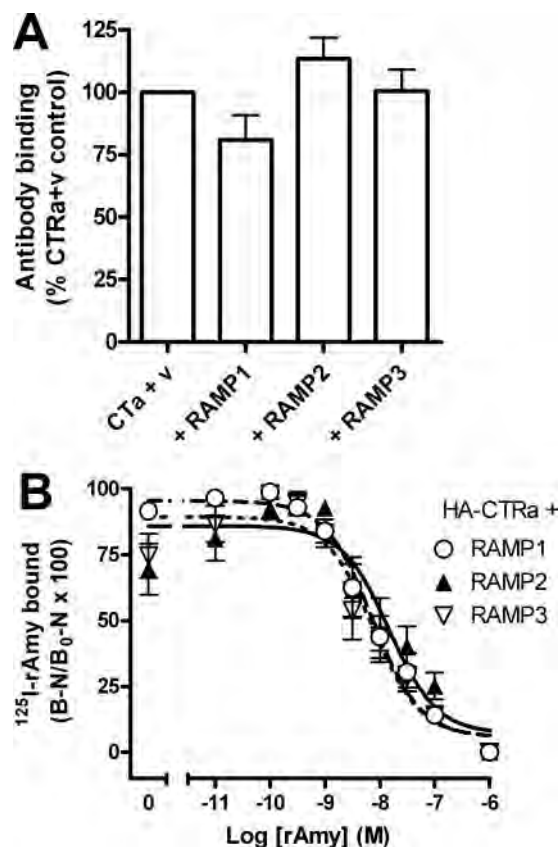 A
125
100
75
50
25
0
Antibody binding
(% CTRa+v control)
CTa + v
+ RAMP1
+ RAMP2
+ RAMP3
B
100
75
50
25
0
¹²⁵I-rAmy bound
(B-N/B₀-N x 100)
HA-CTRa +
RAMP1
RAMP2
RAMP3
0 -11 -10 -9 -8 -7 -6
Log [rAmy] (M)